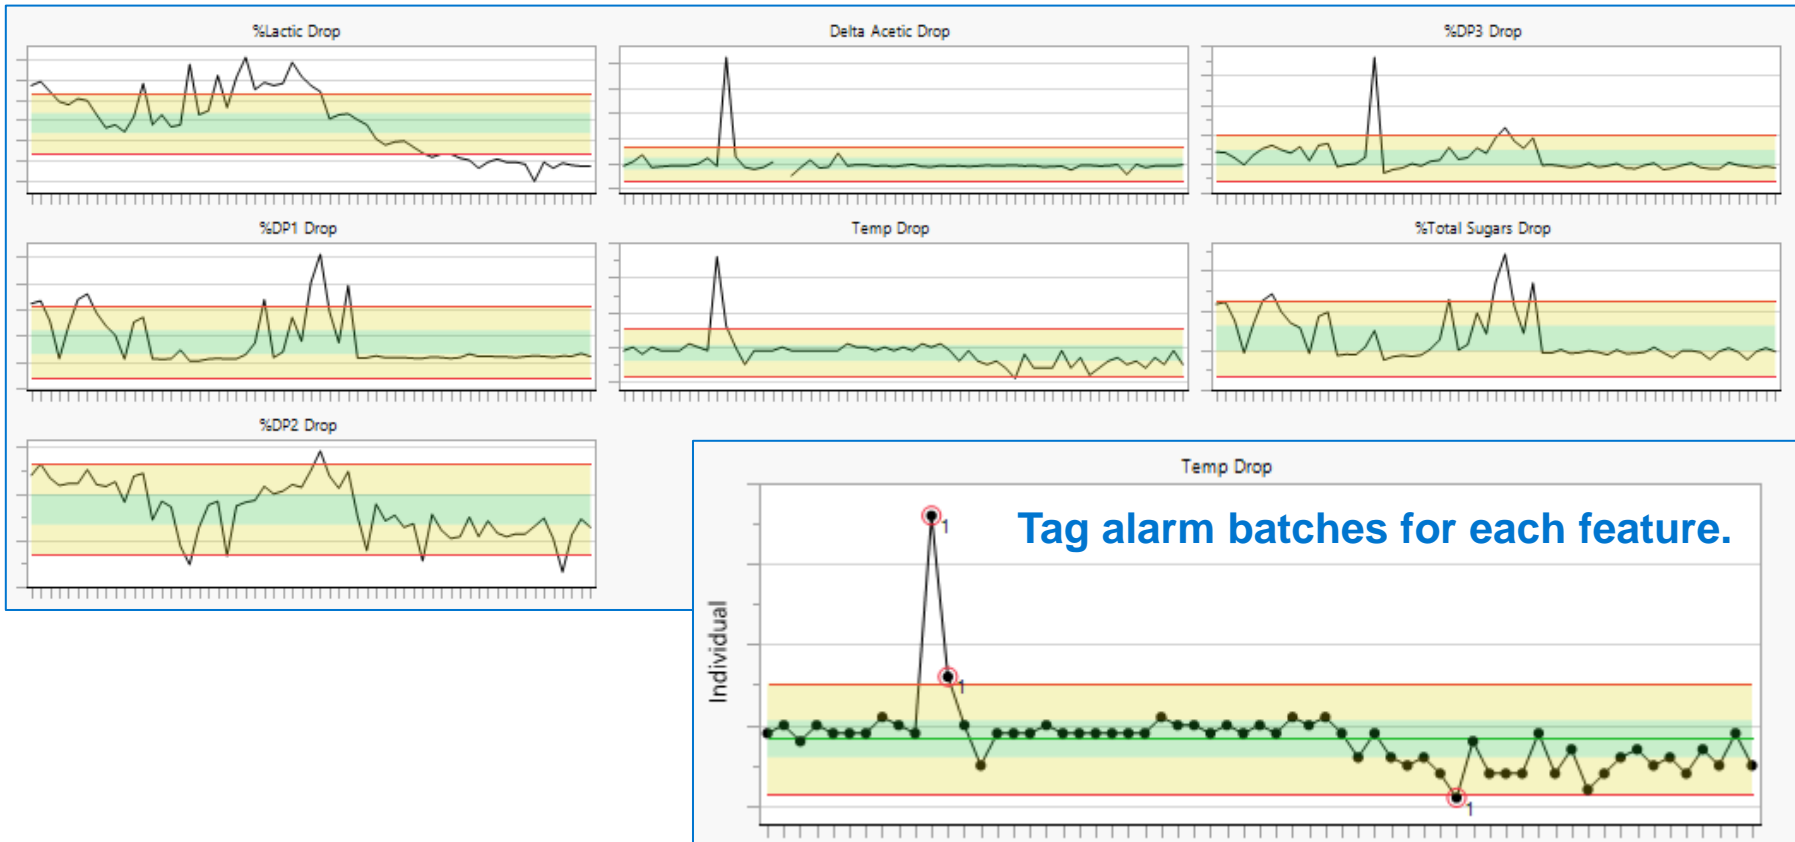 %Lactic Drop
Delta Acetic Drop
%DP3 Drop
%DP1 Drop
Temp Drop
%Total Sugars Drop
%DP2 Drop
Temp Drop
Tag alarm batches for each feature.
Individual
1
1
1